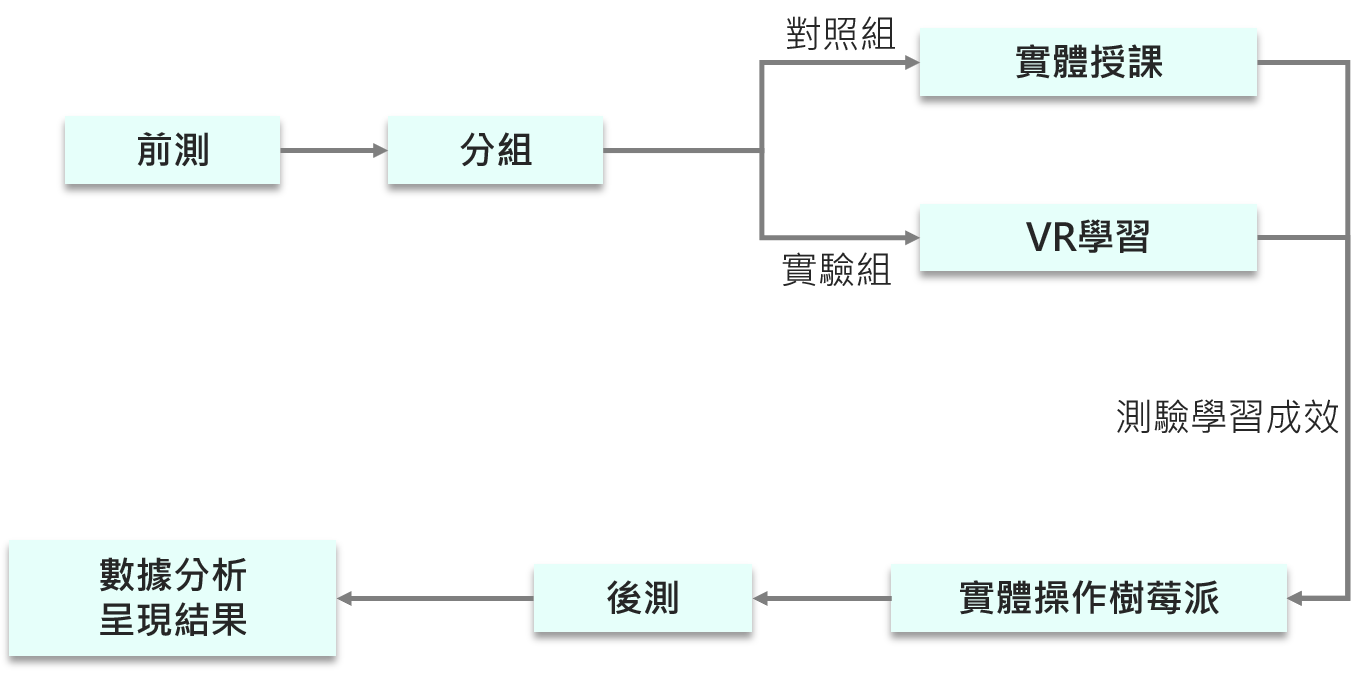 前測
分組
對照組
實體授課
實驗組
VR學習
測驗學習成效
實體操作樹莓派
後測
數據分析
呈現結果